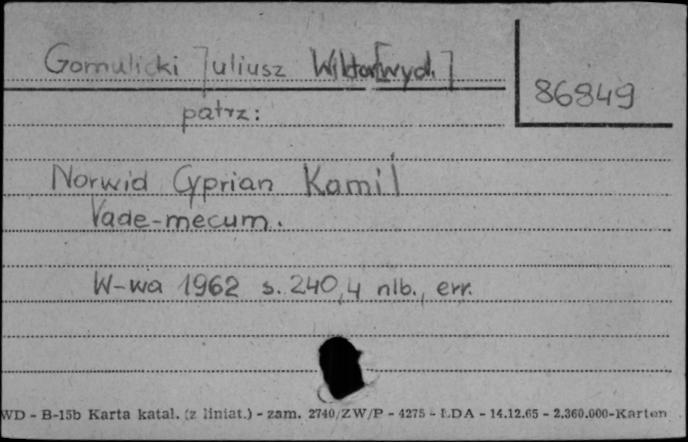 Gomulicki Juliusz Wiktor [wyd.]
86849
patrz:
Norwid Cyprian Kamil
Vade-mecum.
W-wa 1962 s. 240, 4 nlb., err.
WD - B-15b Karta katal. (z liniat.) - zam. 2740/ZW/P - 4275 - LDA - 14.12.65 - 2.360.000-Karton